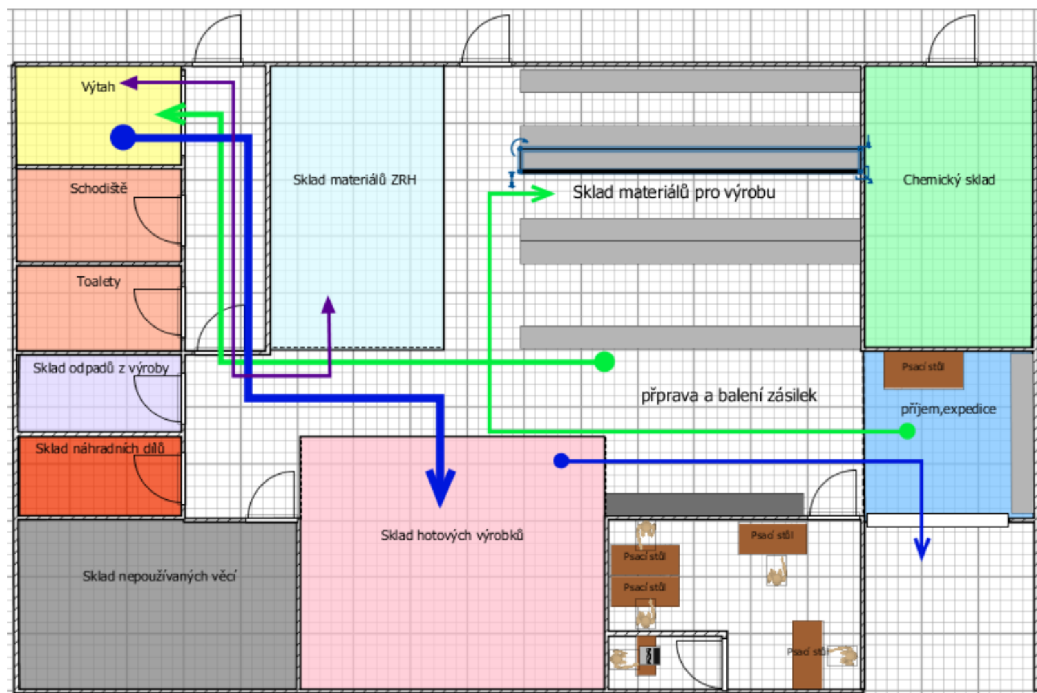 Výtah
Schodiště
Sklad materiálů ZRH
Sklad materiálů pro výrobu
Chemický sklad
Toalety
Sklad odpadů z výroby
Psací stůl
přprava a balení zásilek
příjem,expedice
Sklad náhradních dílů
Sklad hotových výrobků
Psací stůl
Psací stůl
Sklad nepoužívaných věcí
Psací stůl
Psací stůl